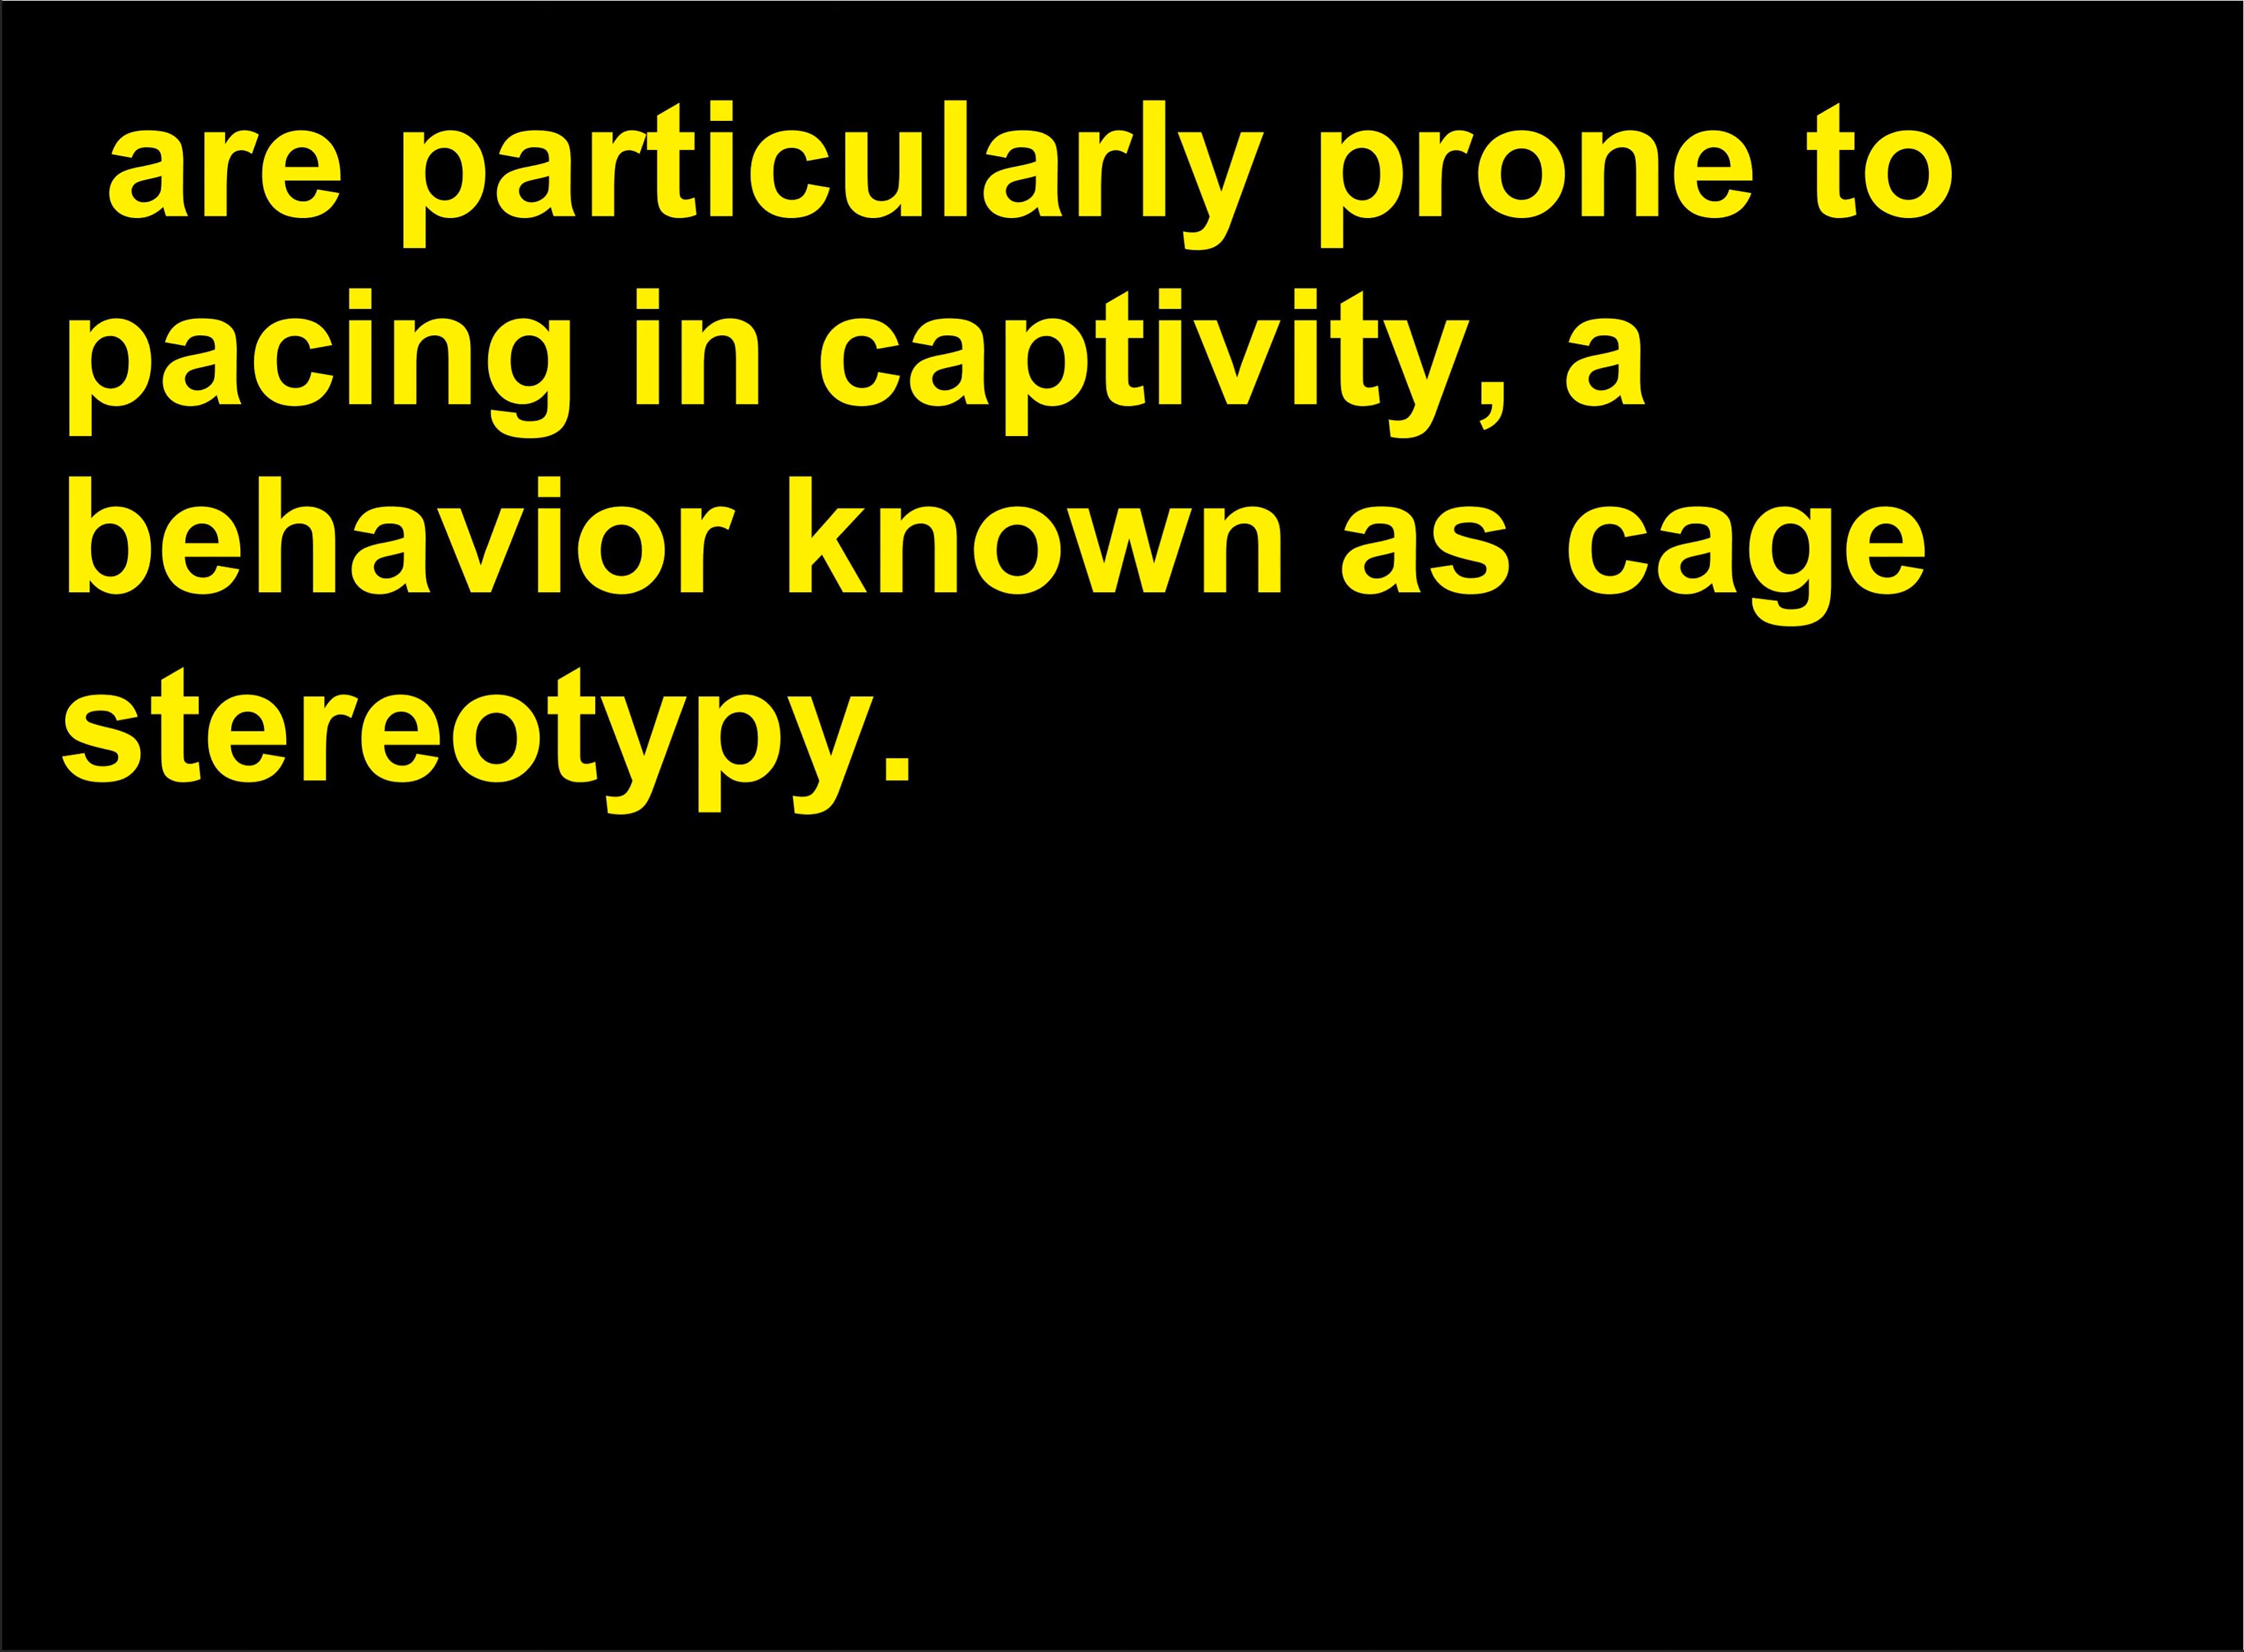 are particularly prone to
pacing in captivity, a
behavior known as cage
stereotypy.